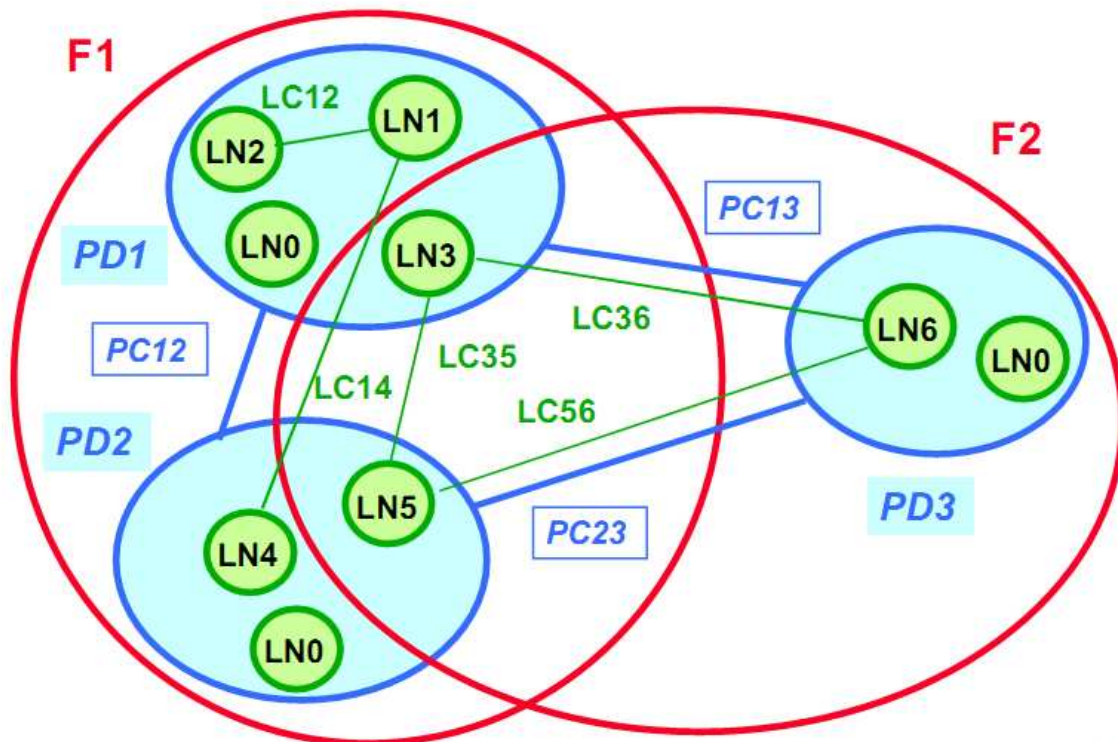 F1
LC12
LN1
LN2
F2
PC13
LN0
LN3
PD1
LC36
LN6
LN0
PC12
LC35
LC14
LC56
PD2
LN5
PD3
PC23
LN4
LN0